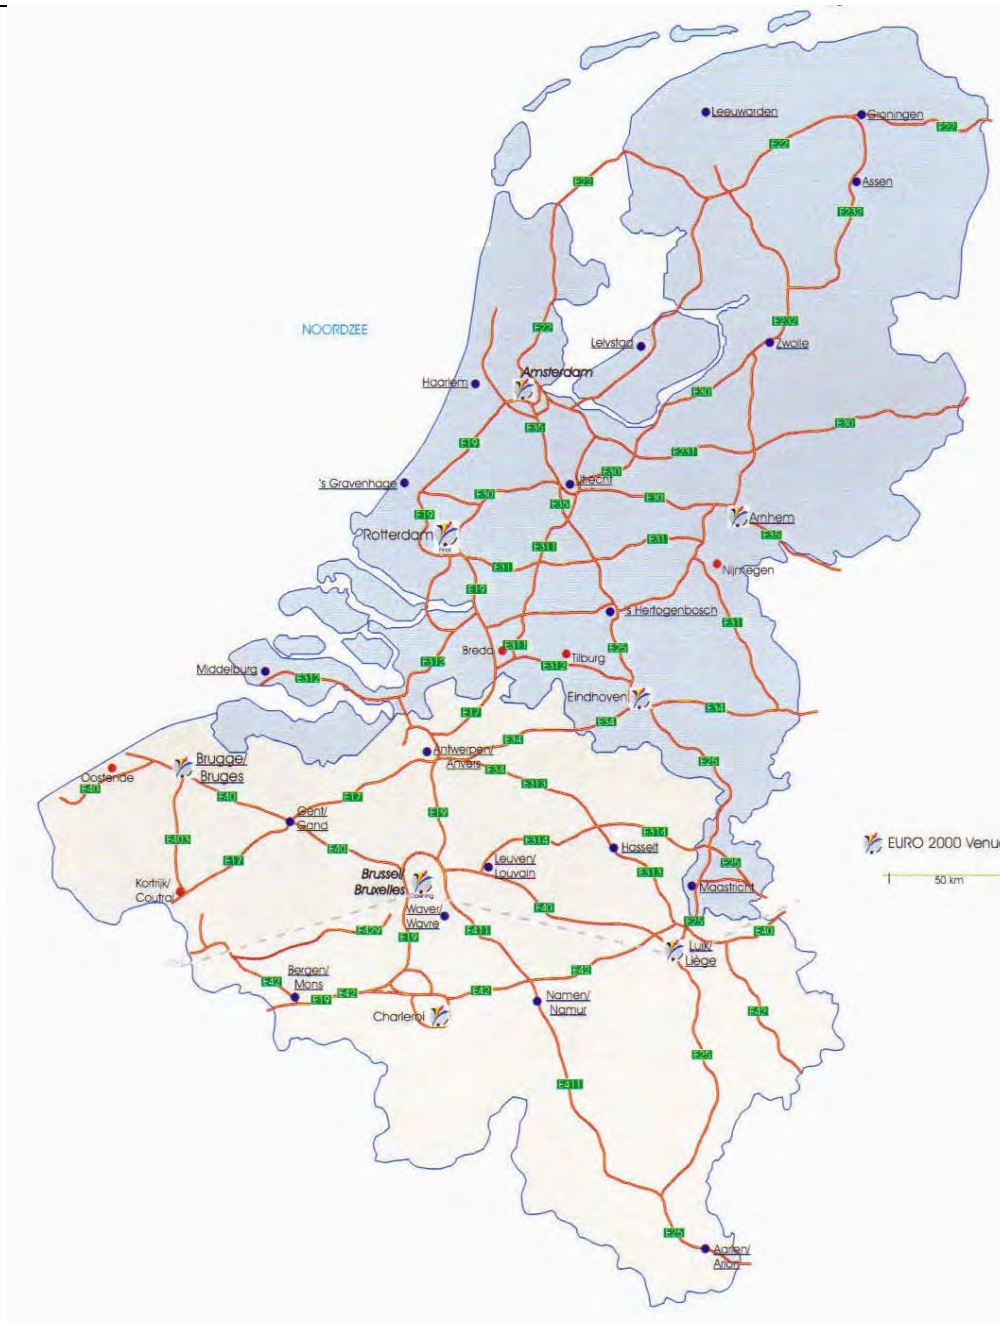 Leeuwarden
Groningen
E22
E22
E22
Assen
E232
NOORDZEE
E22
E232
Lelystad
Zwolle
Amsterdam
Haarlem
E30
E35
E30
E19
E231
E30
's Gravenhage
Utrecht
E30
E30
E35
E19
Arnhem
Rotterdam
Final
E35
E31
E311
E31
Nijmegen
E19
's Hertogenbosch
E31
Breda
E311
E25
Tilburg
E312
E312
Middelburg
E312
Eindhoven
E17
E34
E34
E34
Antwerpen/
Anvers
Brugge/
Bruges
E25
Oostende
E34
E313
E40
E40
E17
E19
Gent/
Gand
E403
E314
E314
E40
Hasselt
EURO 2000 Venu
E17
Leuven/
Louvain
E25
Brussel/
Bruxelles
E313
50 km
Kortrijk/
Coutrai
Opening
Maastricht
Waver/
Wavre
E40
E25
E429
E19
E411
E40
Luik/
Liège
Bergen/
Mons
E42
E42
E42
E19
E42
Namen/
Namur
Charleroi
E42
E25
E411
E25
Aarlen/
Arlon